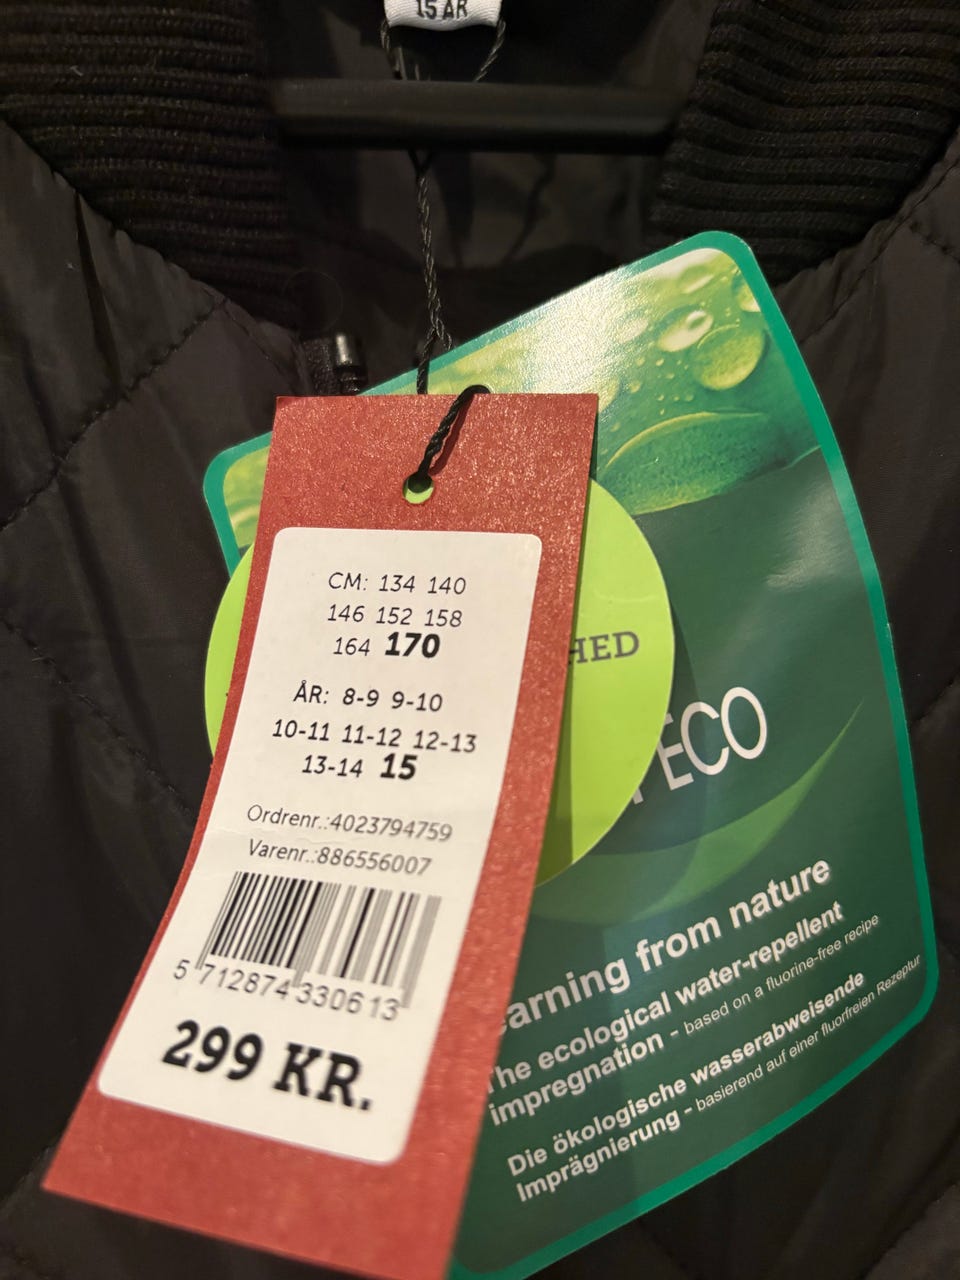 15 ÅR
CM: 134 140
146 152 158
164 170
ÅR: 8-9 9-10
10-11 11-12 12-13
13-14 15
Ordrenr.:4023794759
Varenr.:886556007
5 712874 330613
299 KR.
HED
ECO
earning from nature
The ecological water-repellent
impregnation - based on a fluorine-free recipe
Die ökologische wasserabweisende
Imprägnierung - basierend auf einer fluorfreien Rezeptur